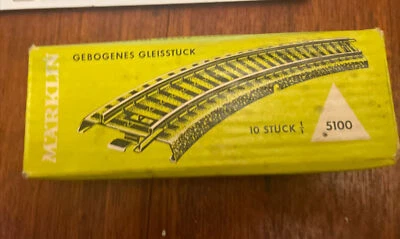 MÄRKLIN
GEBOGENES GLEISSTÜCK
10 STÜCK 1/1
5100